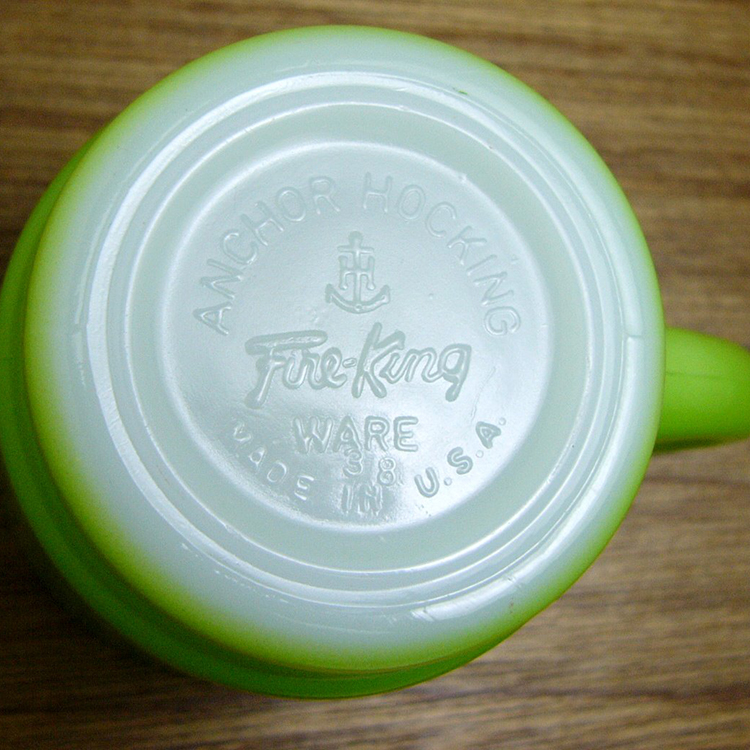 ANCHOR HOCKING
H
Fire-King
WARE
38
MADE IN U.S.A.